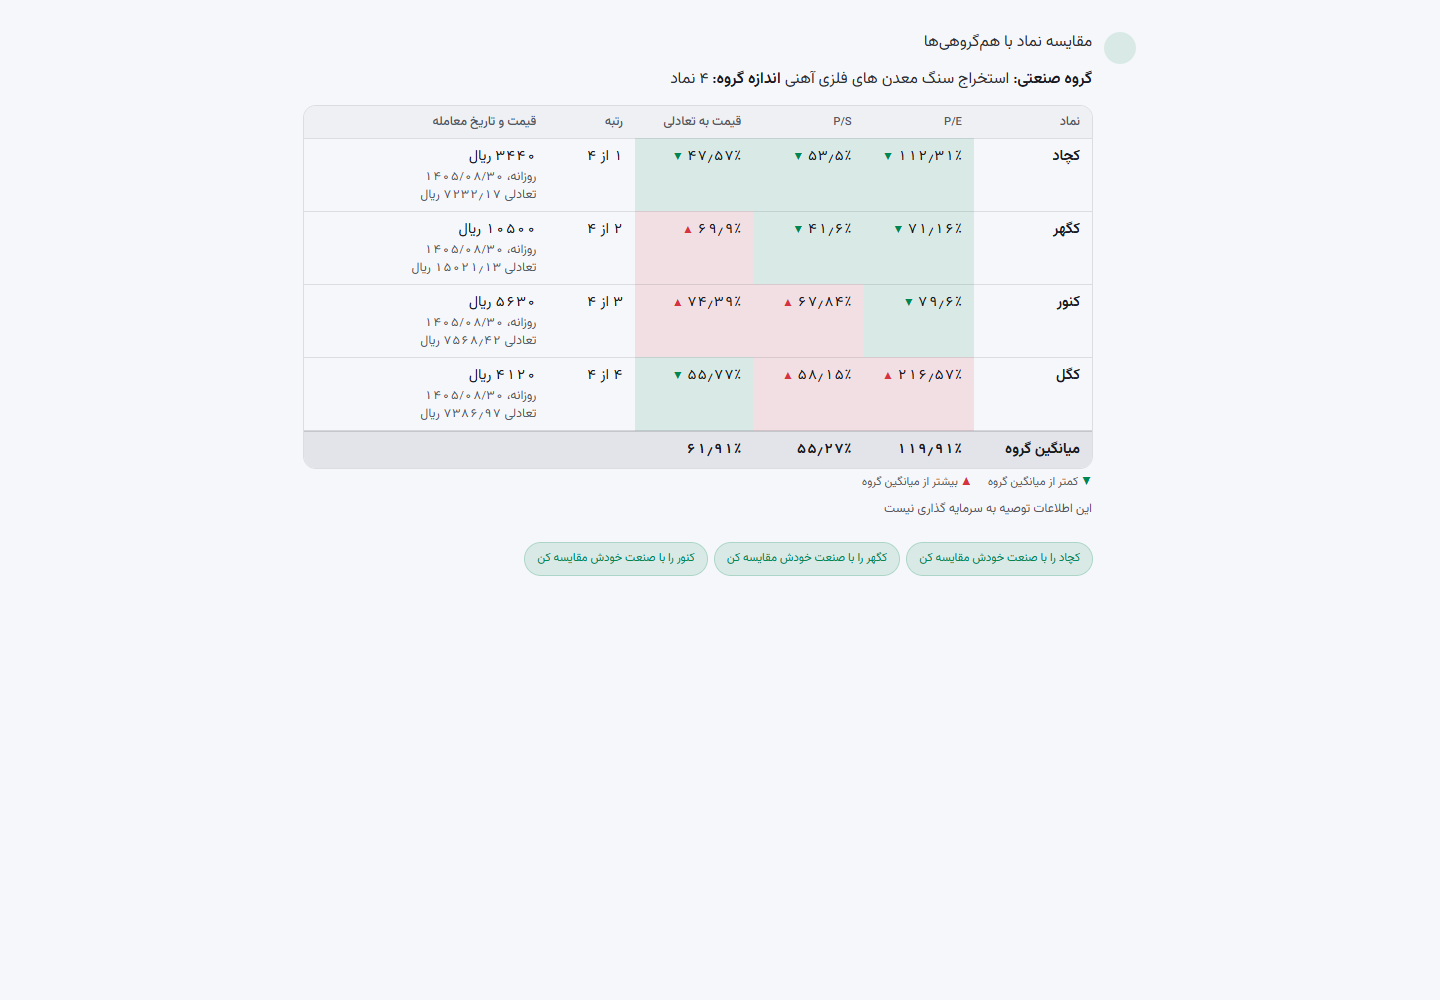 مقایسه نماد با هم‌گروهی‌ها
گروه صنعتی: استخراج سنگ معدن های فلزی آهنی اندازه گروه: ۴ نماد
نماد P/E P/S قیمت به تعادلی رتبه قیمت و تاریخ معامله
کچاد ۱۱۲٫۳۱٪ ▼ ۵۳٫۵٪ ▼ ۴۷٫۵۷٪ ▼ ۱ از ۴ ۳۴۴۰ ریال
روزانه، ۱۴۰۵/۰۸/۳۰
تعادلی ۷۲۳۲٫۱۷ ریال
کگهر ۷۱٫۱۶٪ ▼ ۴۱٫۶٪ ▼ ۶۹٫۹٪ ▲ ۲ از ۴ ۱۰۵۰۰ ریال
روزانه، ۱۴۰۵/۰۸/۳۰
تعادلی ۱۵۰۲۱٫۱۳ ریال
کنور ۷۹٫۶٪ ▼ ۶۷٫۸۴٪ ▲ ۷۴٫۳۹٪ ▲ ۳ از ۴ ۵۶۳۰ ریال
روزانه، ۱۴۰۵/۰۸/۳۰
تعادلی ۷۵۶۸٫۴۲ ریال
کگل ۲۱۶٫۵۷٪ ▲ ۵۸٫۱۵٪ ▲ ۵۵٫۷۷٪ ▼ ۴ از ۴ ۴۱۲۰ ریال
روزانه، ۱۴۰۵/۰۸/۳۰
تعادلی ۷۳۸۶٫۹۷ ریال
میانگین گروه ۱۱۹٫۹۱٪ ۵۵٫۲۷٪ ۶۱٫۹۱٪
▼ کمتر از میانگین گروه ▲ بیشتر از میانگین گروه
این اطلاعات توصیه به سرمایه گذاری نیست
کچاد را با صنعت خودش مقایسه کن
کگهر را با صنعت خودش مقایسه کن
کنور را با صنعت خودش مقایسه کن